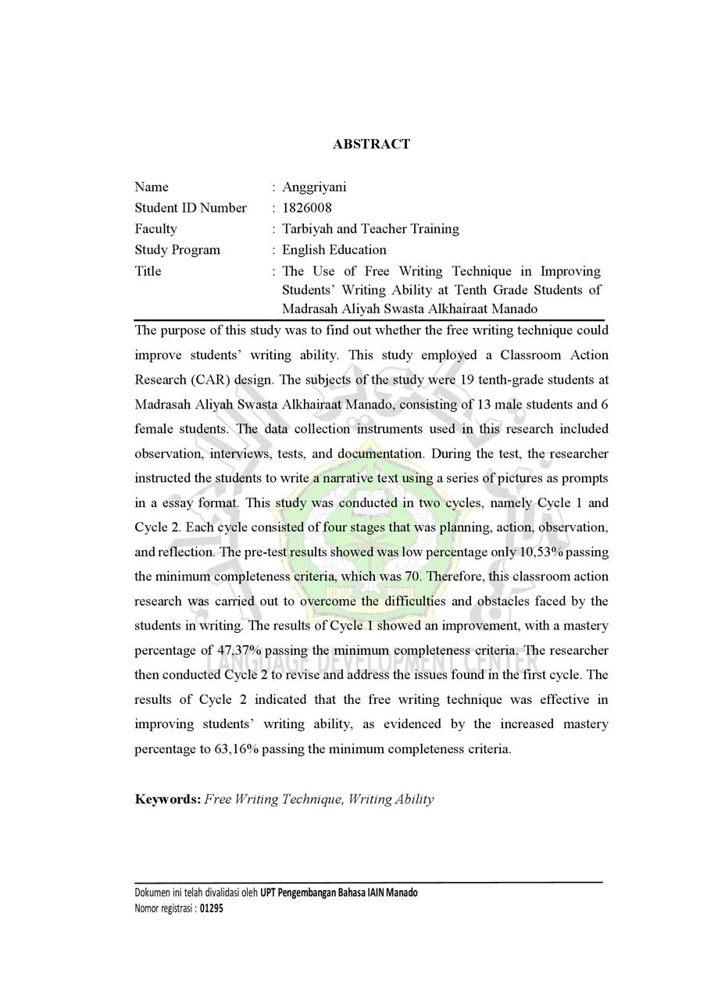 ABSTRACT
Name : Anggriyani
Student ID Number : 1826008
Faculty : Tarbiyah and Teacher Training
Study Program : English Education
Title : The Use of Free Writing Technique in Improving
Students’ Writing Ability at Tenth Grade Students of
Madrasah Aliyah Swasta Alkhairaat Manado
The purpose of this study was to find out whether the free writing technique could
improve students’ writing ability. This study employed a Classroom Action
Research (CAR) design. The subjects of the study were 19 tenth-grade students at
Madrasah Aliyah Swasta Alkhairaat Manado, consisting of 13 male students and 6
female students. The data collection instruments used in this research included
observation, interviews, tests, and documentation. During the test, the researcher
instructed the students to write a narrative text using a series of pictures as prompts
in a essay format. This study was conducted in two cycles, namely Cycle 1 and
Cycle 2. Each cycle consisted of four stages that was planning, action, observation,
and reflection. The pre-test results showed was low percentage only 10,53% passing
the minimum completeness criteria, which was 70. Therefore, this classroom action
research was carried out to overcome the difficulties and obstacles faced by the
students in writing. The results of Cycle 1 showed an improvement, with a mastery
percentage of 47,37% passing the minimum completeness criteria. The researcher
LANGUAGE DEVELOPMENT CENTER
then conducted Cycle 2 to revise and address the issues found in the first cycle. The
results of Cycle 2 indicated that the free writing technique was effective in
improving students’ writing ability, as evidenced by the increased mastery
percentage to 63,16% passing the minimum completeness criteria.
Keywords: Free Writing Technique, Writing Ability
Dokumen ini telah divalidasi oleh UPT Pengembangan Bahasa IAIN Manado
Nomor registrasi : 01295